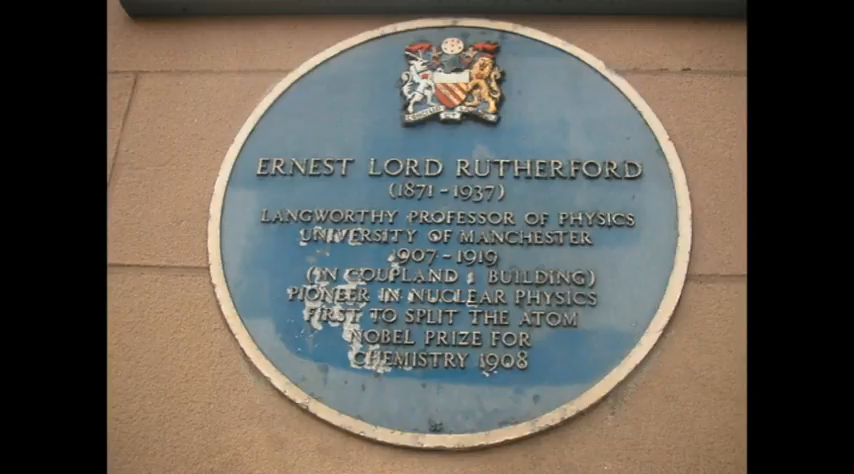 ERNEST LORD RUTHERFORD
(1871-1937)
LANGWORTHY PROFESSOR OF PHYSICS
UNIVERSITY OF MANCHESTER
1907-1919
(IN COUPLAND 1 BUILDING)
PIONEER IN NUCLEAR PHYSICS
FIRST TO SPLIT THE ATOM
NOBEL PRIZE FOR
CHEMISTRY 1908